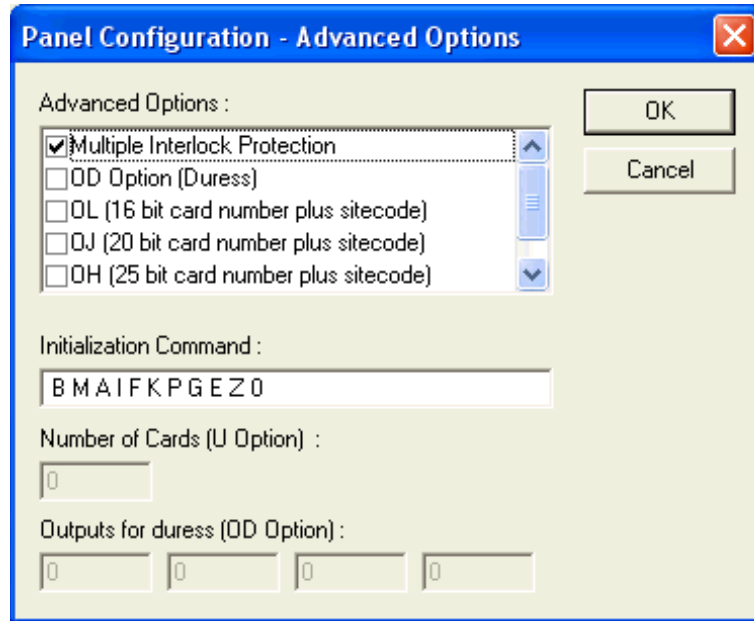 Panel Configuration - Advanced Options
Advanced Options :
OK
Multiple Interlock Protection
Cancel
OD Option (Duress)
OL (16 bit card number plus sitecode)
OJ (20 bit card number plus sitecode)
OH (25 bit card number plus sitecode)
Initialization Command :
B M A I F K P G E Z 0
Number of Cards (U Option) :
0
Outputs for duress (OD Option) :
0 0 0 0